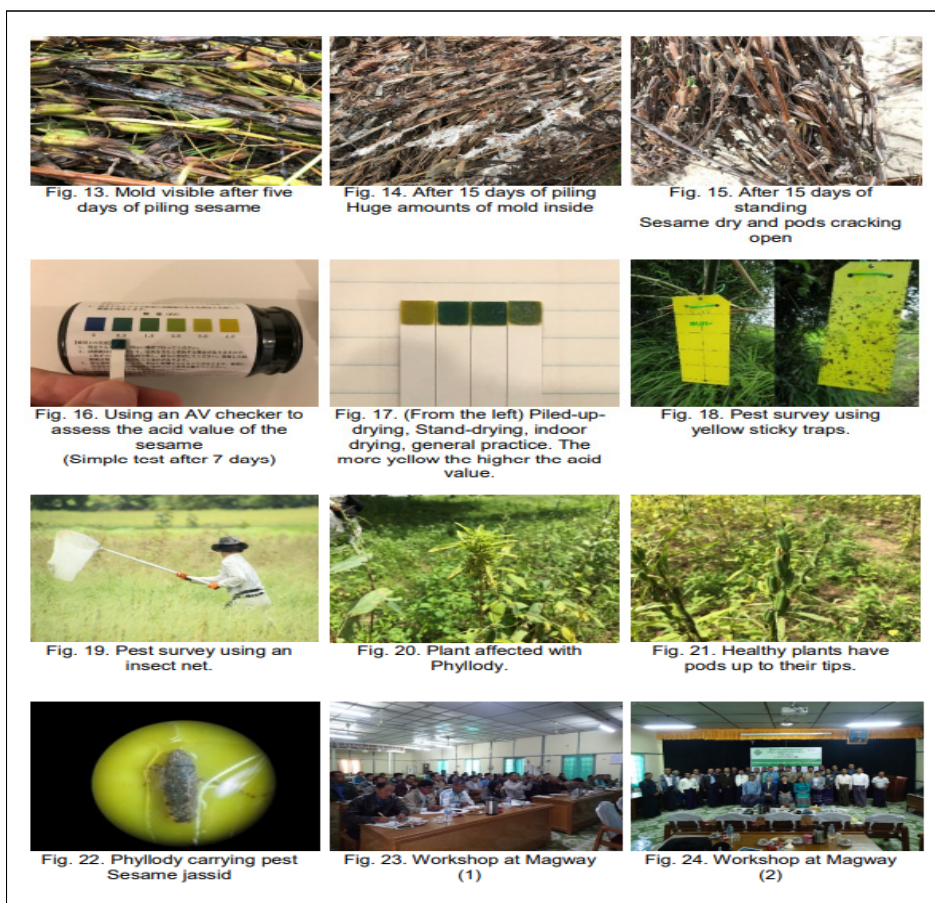 Fig. 13. Mold visible after five
days of piling sesame
Fig. 14. After 15 days of piling
Huge amounts of mold inside
Fig. 15. After 15 days of
standing
Sesame dry and pods cracking
open
Fig. 16. Using an AV checker to
assess the acid value of the
sesame
(Simple test after 7 days)
Fig. 17. (From the left) Piled-up-
drying, Stand-drying, indoor
drying, general practice. The
more yellow the higher the acid
value.
Fig. 18. Pest survey using
yellow sticky traps.
Fig. 19. Pest survey using an
insect net.
Fig. 20. Plant affected with
Phyllody.
Fig. 21. Healthy plants have
pods up to their tips.
Fig. 22. Phyllody carrying pest
Sesame jassid
Fig. 23. Workshop at Magway
(1)
Fig. 24. Workshop at Magway
(2)